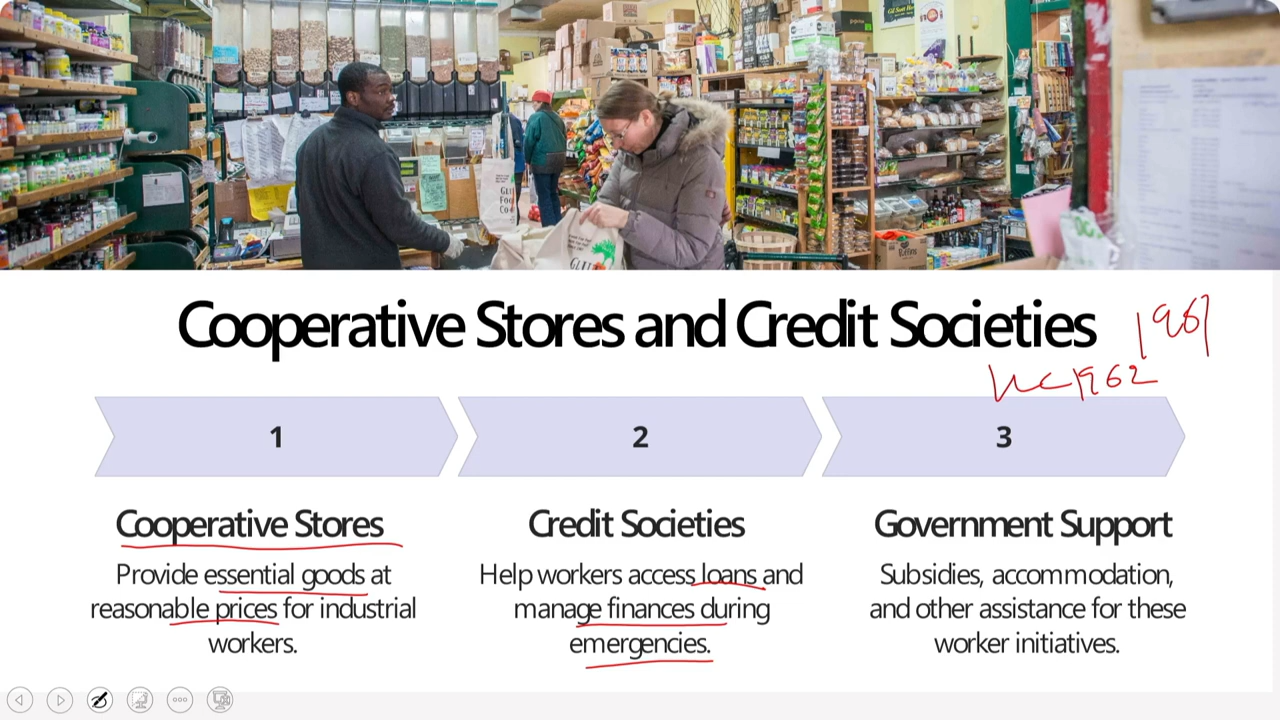 Cooperative Stores and Credit Societies
1962
1
2
3
Cooperative Stores
Provide essential goods at
reasonable prices for industrial
workers.
Credit Societies
Help workers access loans and
manage finances during
emergencies.
Government Support
Subsidies, accommodation,
and other assistance for these
worker initiatives.